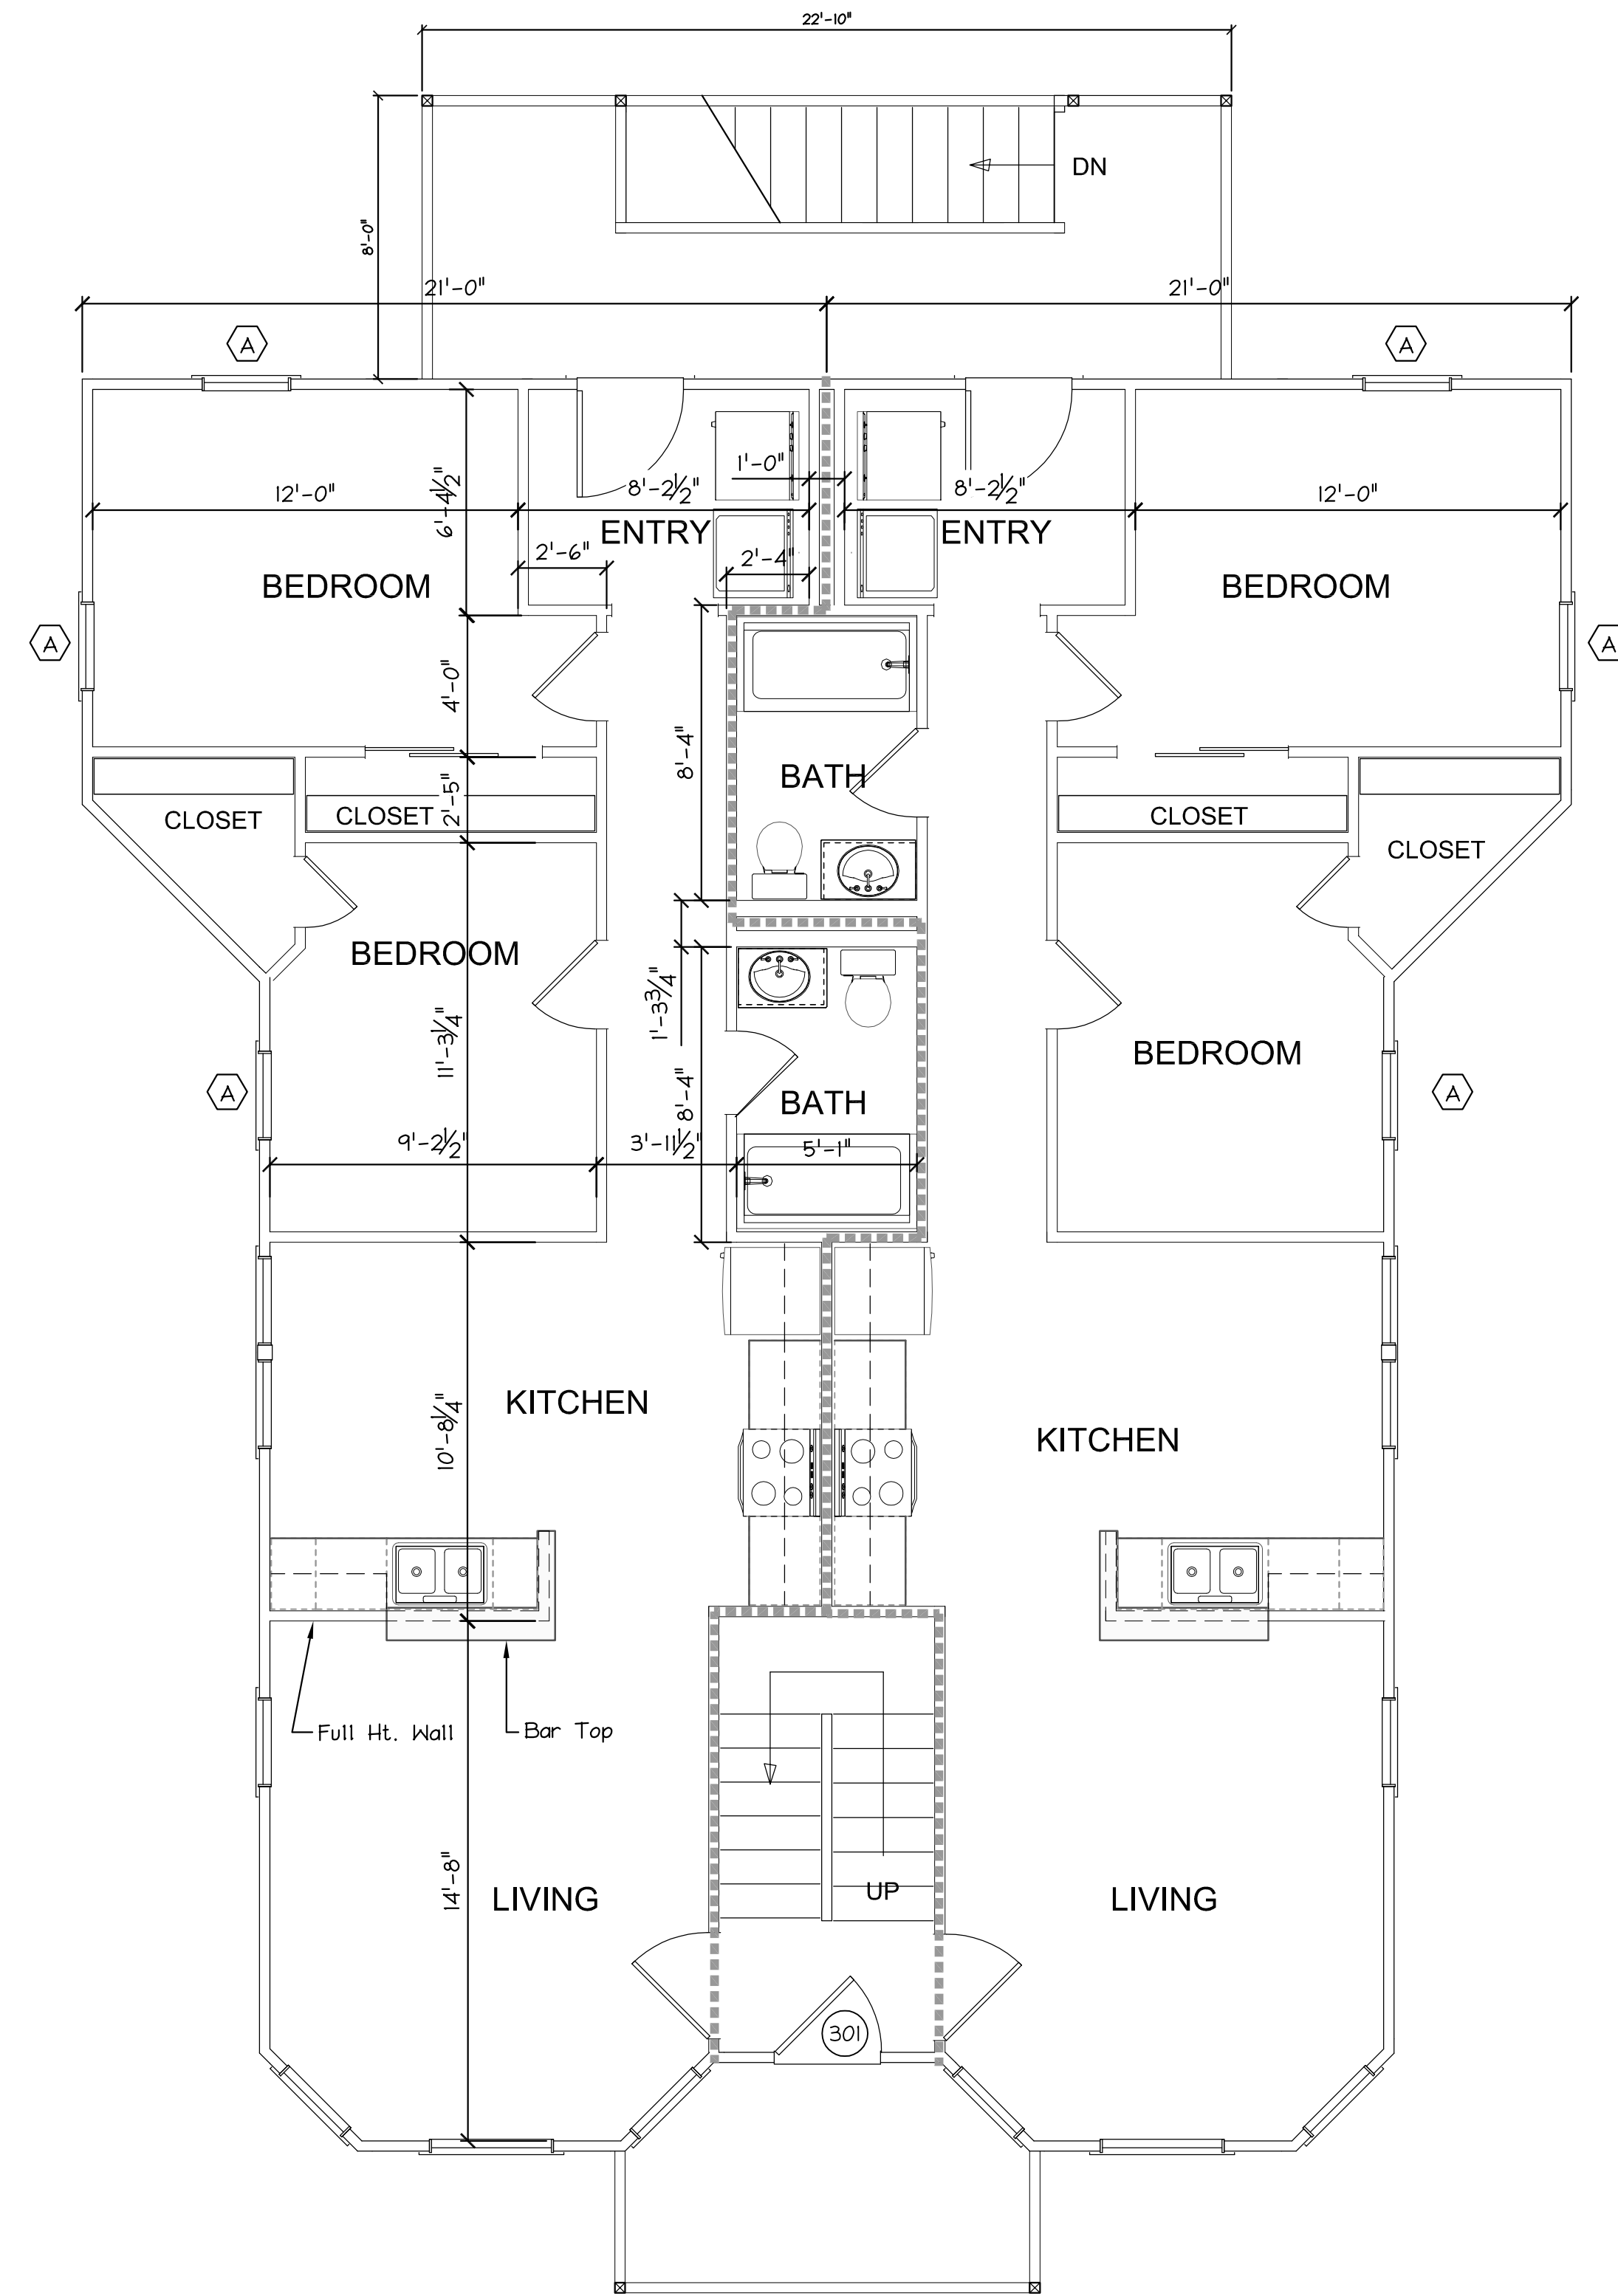 22'-10"
DN
8'-0"
21'-0"
21'-0"
A
A
1'-0"
12'-0"
6'-4½"
8'-2½"
8'-2½"
12'-0"
ENTRY
ENTRY
2'-6"
2'-4"
BEDROOM
BEDROOM
A
A
4'-0"
8'-4"
BATH
2'-5"
CLOSET
CLOSET
CLOSET
CLOSET
BEDROOM
1'-3¾"
11'-3¼"
BEDROOM
A
A
8'-4"
BATH
9'-2½"
3'-11½"
5'-1"
KITCHEN
10'-8¼"
KITCHEN
Full Ht. Wall
Bar Top
14'-8"
LIVING
UP
LIVING
301